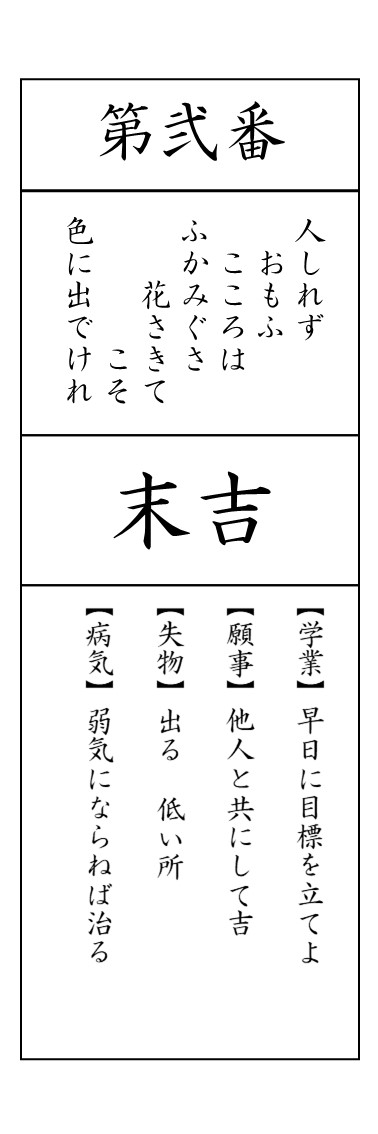 第弐番
人しれず
おもふ
こころは
ふかみぐさ
花さきて
こそ
色に出でけれ
末吉
【学業】早日に目標を立てよ
【願事】他人と共にして吉
【失物】出る　低い所
【病気】弱気にならねば治る